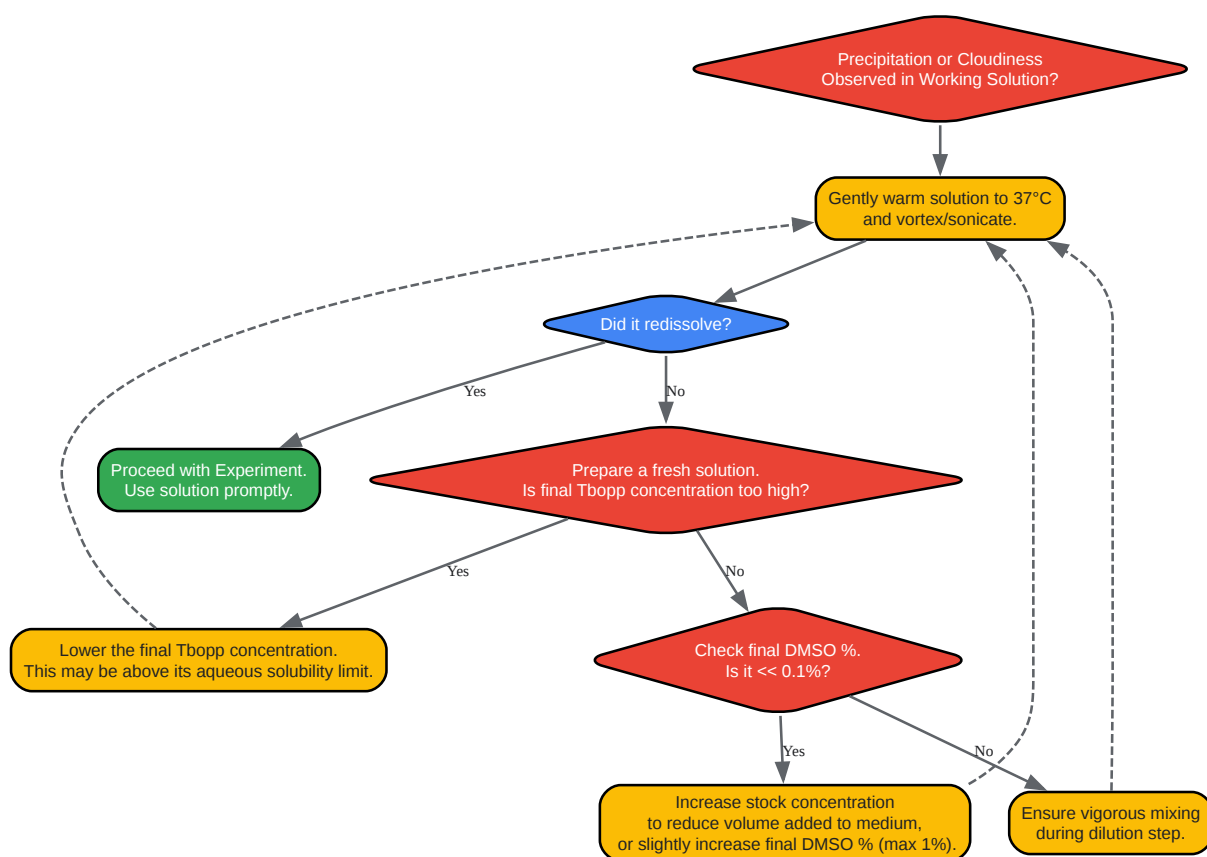 Precipitation or Cloudiness
Observed in Working Solution?
Gently warm solution to 37°C
and vortex/sonicate.
Did it redissolve?
Yes
No
Proceed with Experiment.
Use solution promptly.
Prepare a fresh solution.
Is final Tbopp concentration too high?
Yes
No
Lower the final Tbopp concentration.
This may be above its aqueous solubility limit.
Check final DMSO %.
Is it << 0.1%?
Yes
No
Increase stock concentration
to reduce volume added to medium,
or slightly increase final DMSO % (max 1%).
Ensure vigorous mixing
during dilution step.